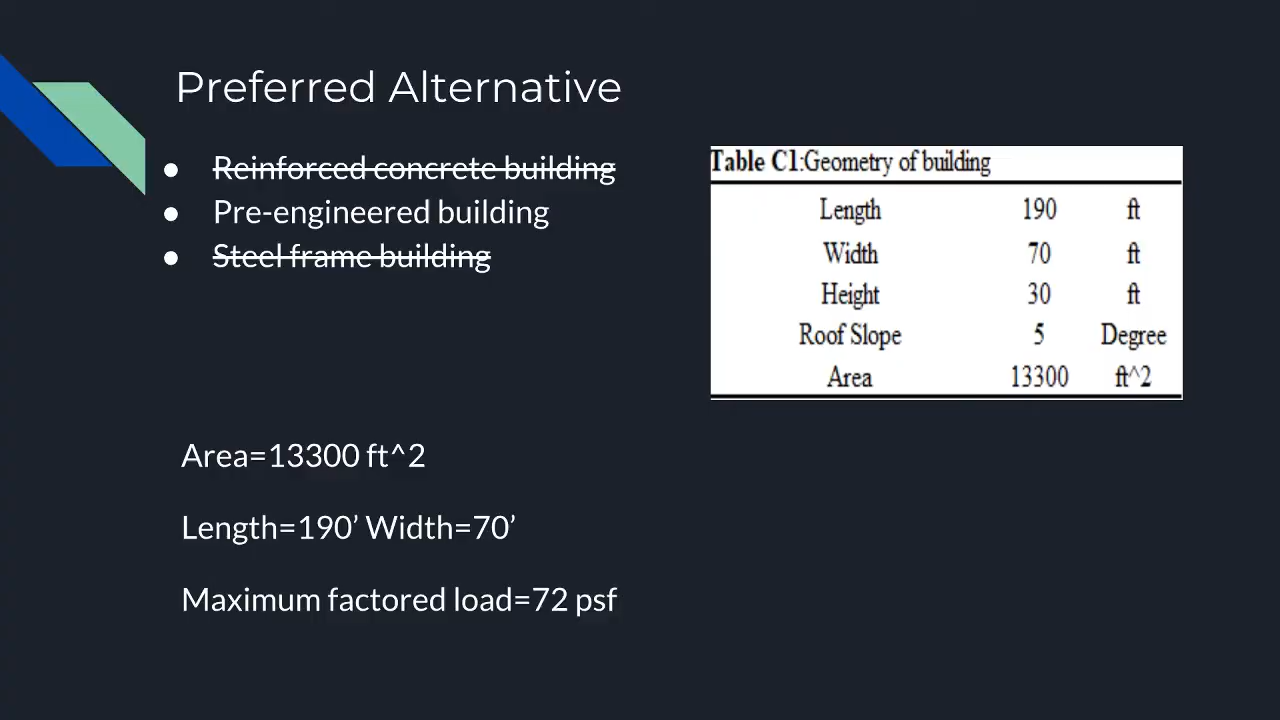 Preferred Alternative
● Reinforced concrete building
● Pre-engineered building
● Steel frame building
Table C1:Geometry of building
Length 190 ft
Width 70 ft
Height 30 ft
Roof Slope 5 Degree
Area 13300 ft^2
Area=13300 ft^2
Length=190’ Width=70’
Maximum factored load=72 psf